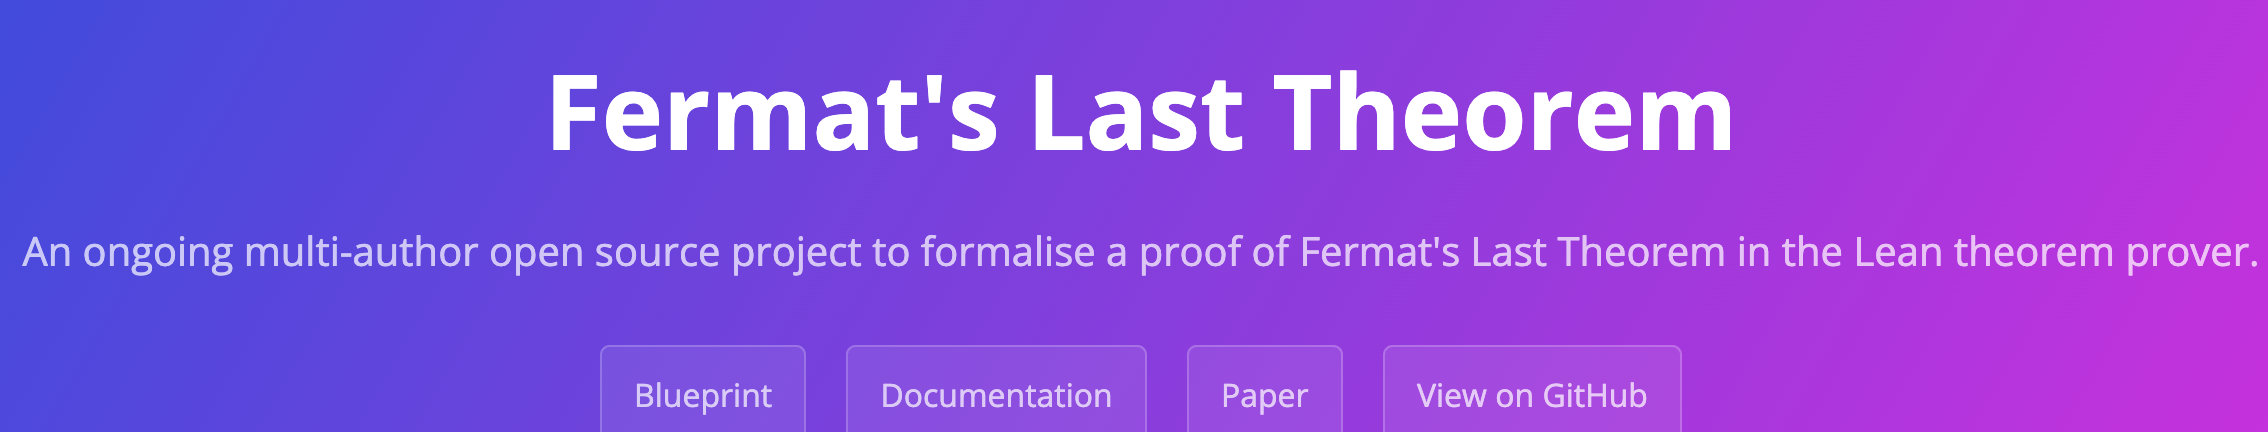 Fermat's Last Theorem
An ongoing multi-author open source project to formalise a proof of Fermat's Last Theorem in the Lean theorem prover.
Blueprint
Documentation
Paper
View on GitHub